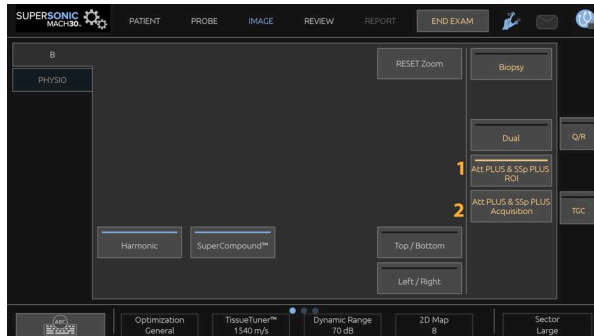 SUPERSONIC
MACH30™
PATIENT
PROBE
IMAGE
REVIEW
REPORT
END EXAM
B
PHYSIO
RESET Zoom
Biopsy
Dual
Q/R
1
Att PLUS & SSp PLUS
ROI
2
Att PLUS & SSp PLUS
Acquisition
TGC
Harmonic
SuperCompound™
Top / Bottom
Left / Right
ABC
Optimization
General
TissueTuner™
1540 m/s
Dynamic Range
70 dB
2D Map
8
Sector
Large